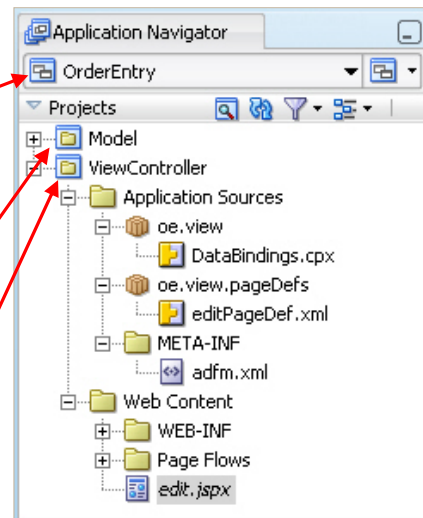 Application Navigator
OrderEntry
Projects
Model
ViewController
Application Sources
oe.view
DataBindings.cpx
oe.view.pageDefs
editPageDef.xml
META-INF
adfm.xml
Web Content
WEB-INF
Page Flows
edit.jspx